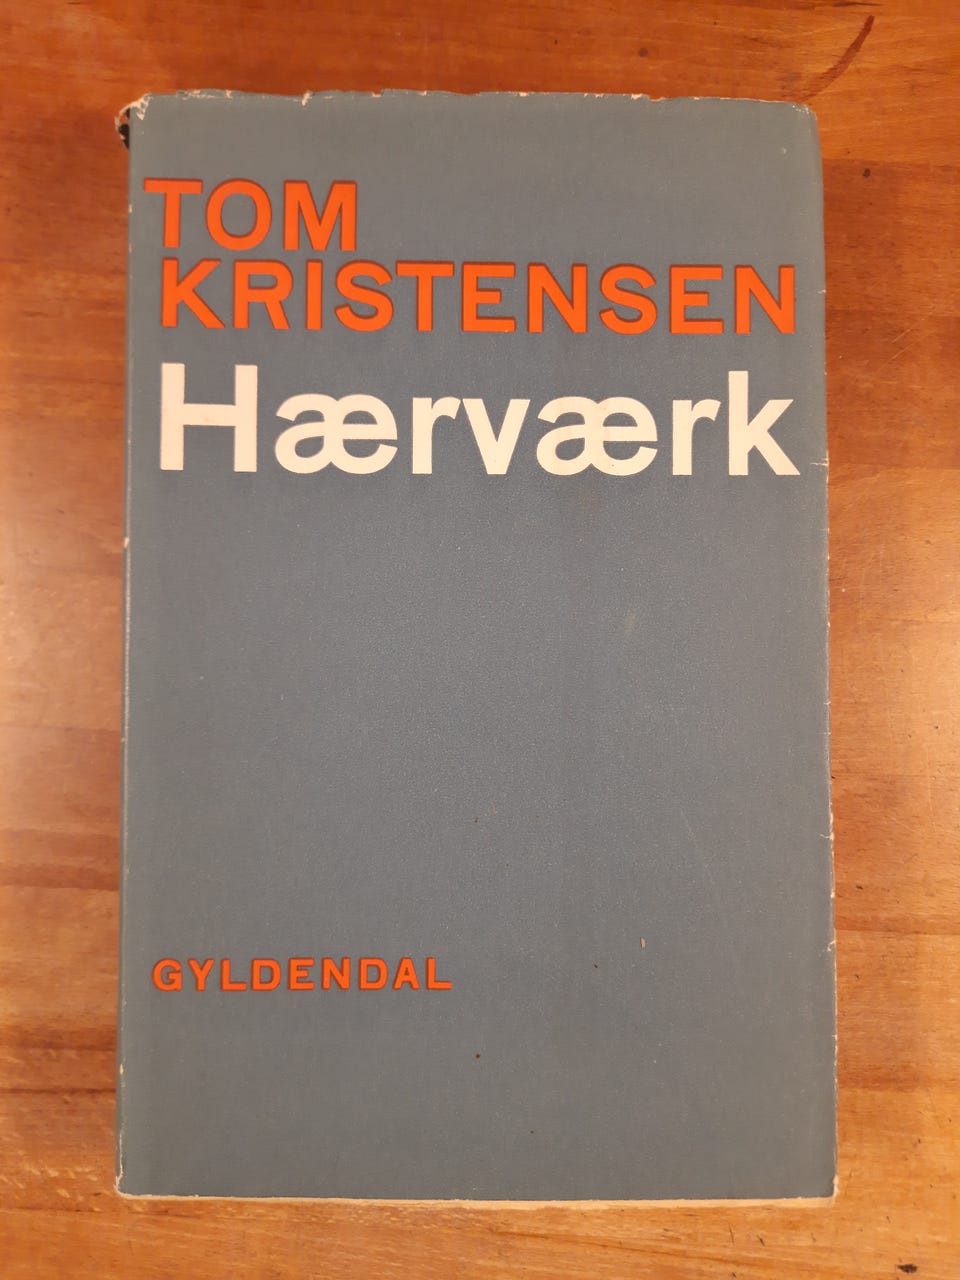 TOM
KRISTENSEN
Hærværk
GYLDENDAL